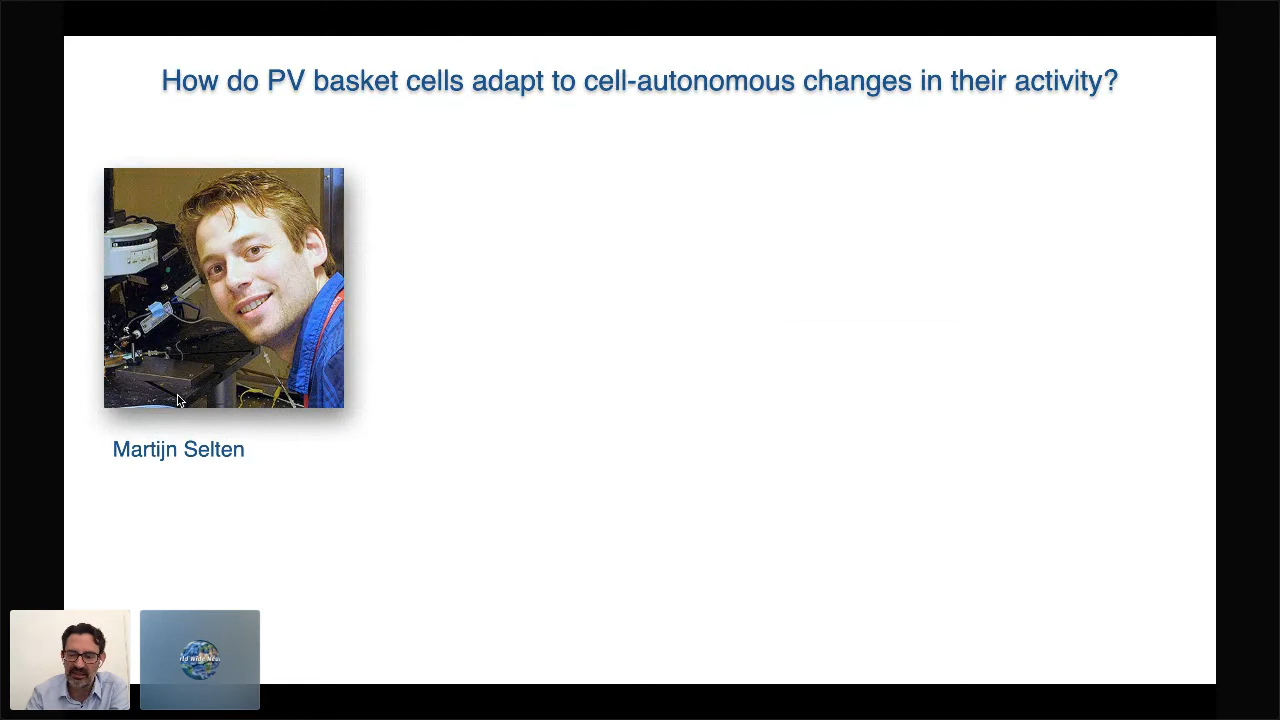 How do PV basket cells adapt to cell-autonomous changes in their activity?
Martijn Selten